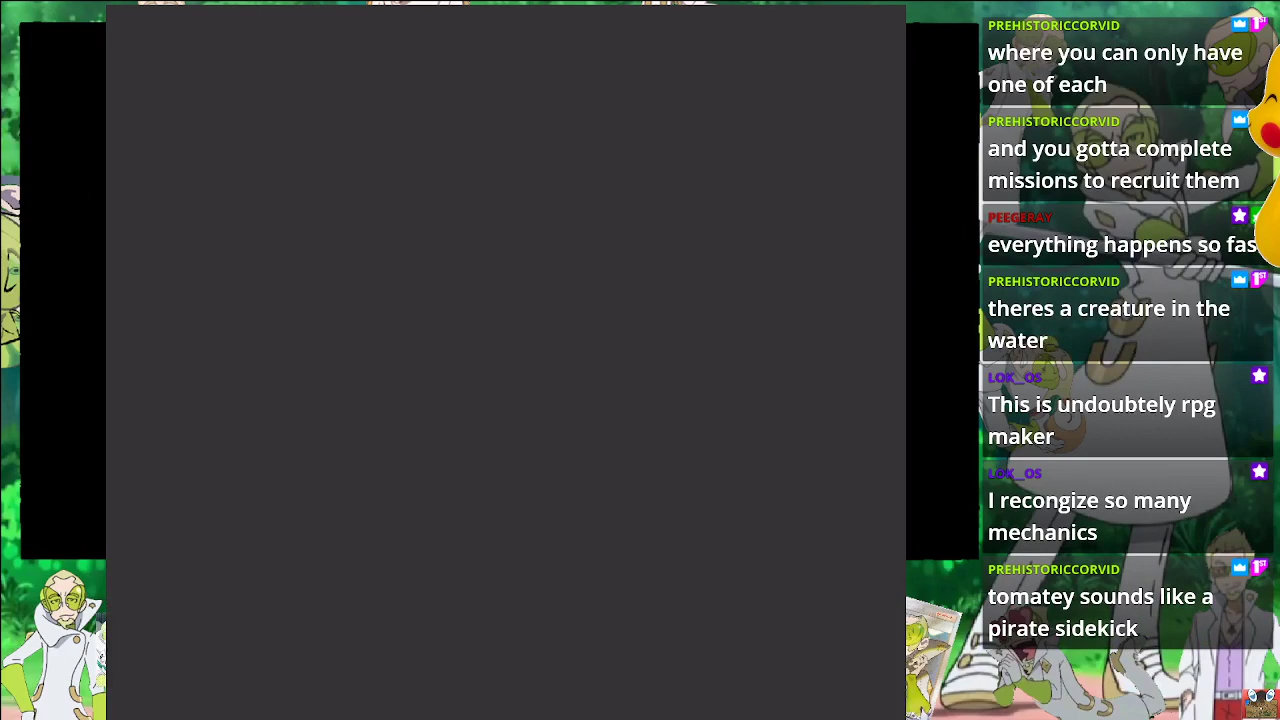 PREHISTORICCORVID
where you can only have
one of each
PREHISTORICCORVID
and you gotta complete
missions to recruit them
PEEGERAY
everything happens so fas
PREHISTORICCORVID
theres a creature in the
water
LOK__OS
This is undoubtely rpg
maker
LOK__OS
I recongize so many
mechanics
PREHISTORICCORVID
tomatey sounds like a
pirate sidekick